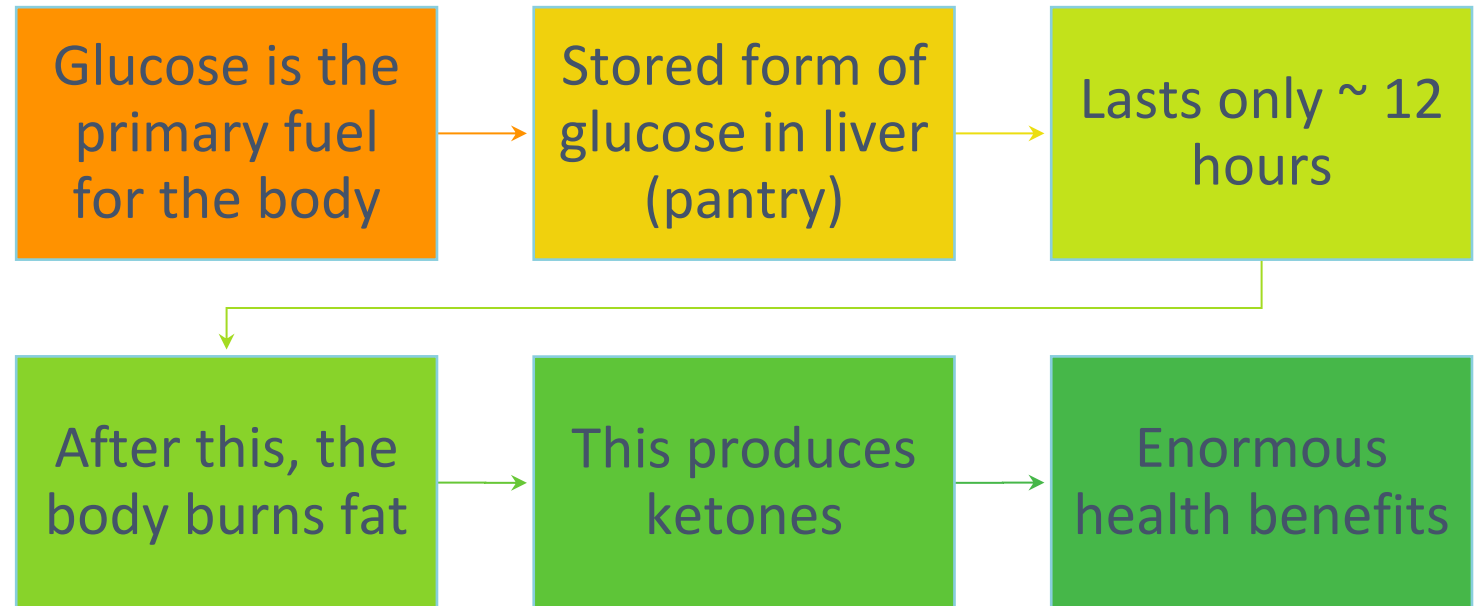 Glucose is the
primary fuel
for the body
Stored form of
glucose in liver
(pantry)
Lasts only ~ 12
hours
After this, the
body burns fat
This produces
ketones
Enormous
health benefits